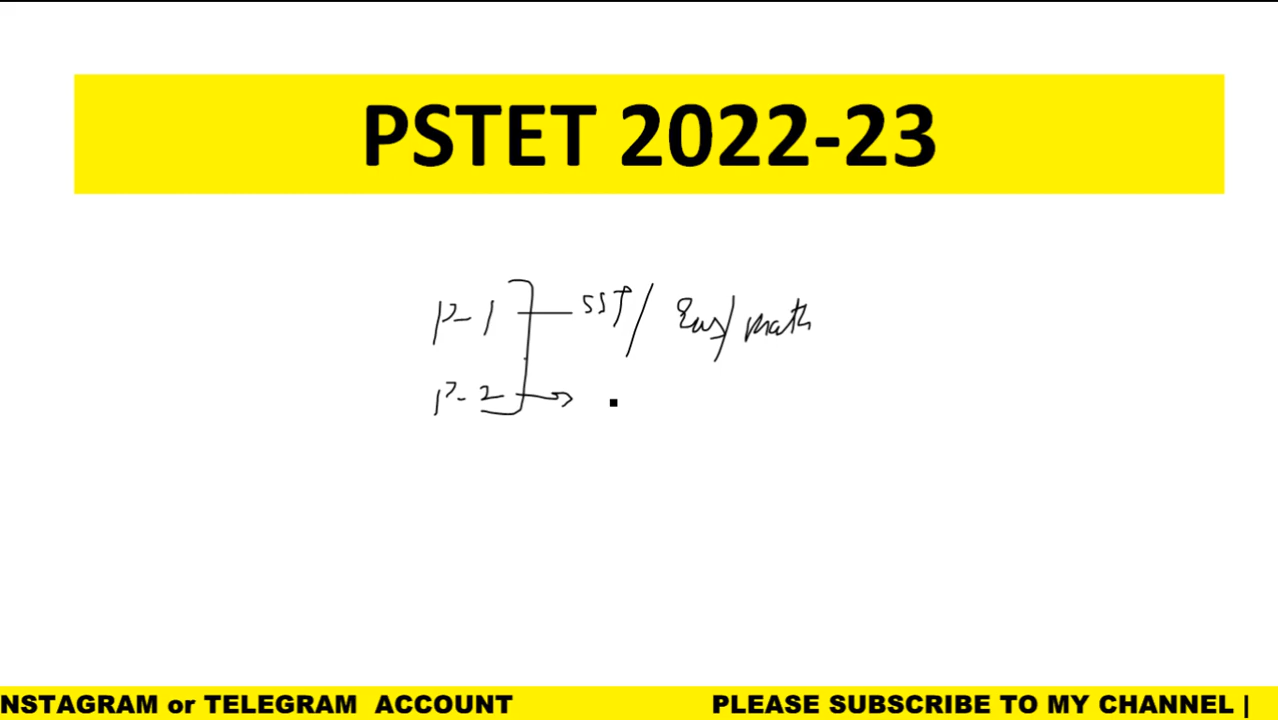 PSTET 2022-23
P-1 SST / Eng / math
P-2
NSTAGRAM or TELEGRAM ACCOUNT PLEASE SUBSCRIBE TO MY CHANNEL |